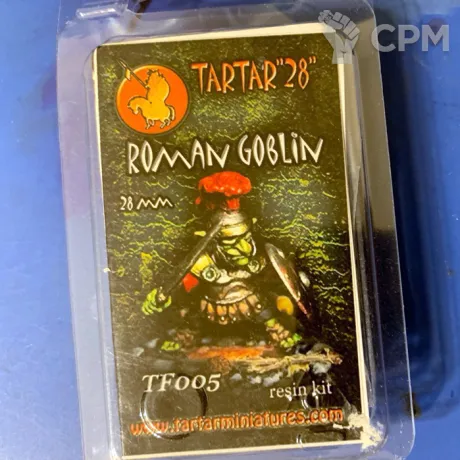 CPM
TARTAR"28"
ROMAN GOBLIN
28 mm
TF005
resin kit
www.tartarminiatures.com